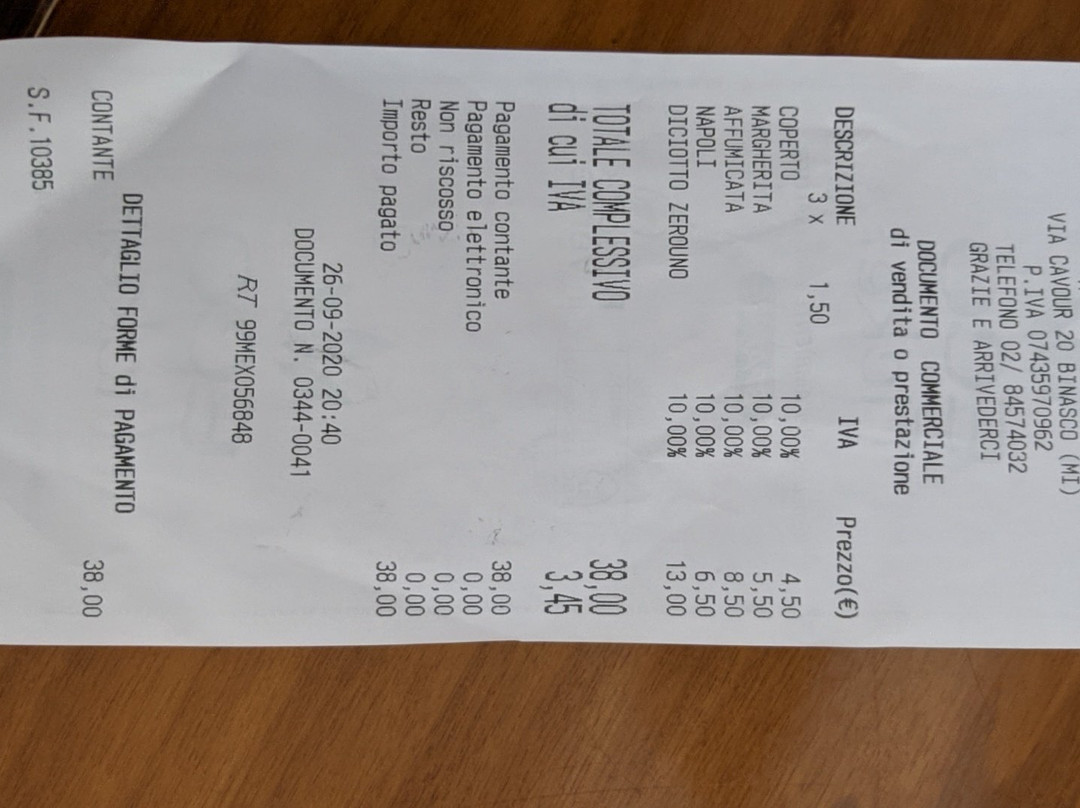 VIA CAVOUR 20 BINASCO (MI)
P.IVA 07435970962
TELEFONO 02/ 84574032
GRAZIE E ARRIVEDERCI
DOCUMENTO COMMERCIALE
di vendita o prestazione
DESCRIZIONE IVA Prezzo(€)
3 x 1,50
COPERTO 10,00% 4,50
MARGHERITA 10,00% 5,50
AFFUMICATA 10,00% 8,50
NAPOLI 10,00% 6,50
DICIOTTO ZEROUNO 10,00% 13,00
TOTALE COMPLESSIVO 38,00
di cui IVA 3,45
Pagamento contante 38,00
Pagamento elettronico 0,00
Non riscosso 0,00
Resto 0,00
Importo pagato 38,00
26-09-2020 20:40
DOCUMENTO N. 0344-0041
RT 99MEX056848
DETTAGLIO FORME di PAGAMENTO
CONTANTE 38,00
S.F.10385